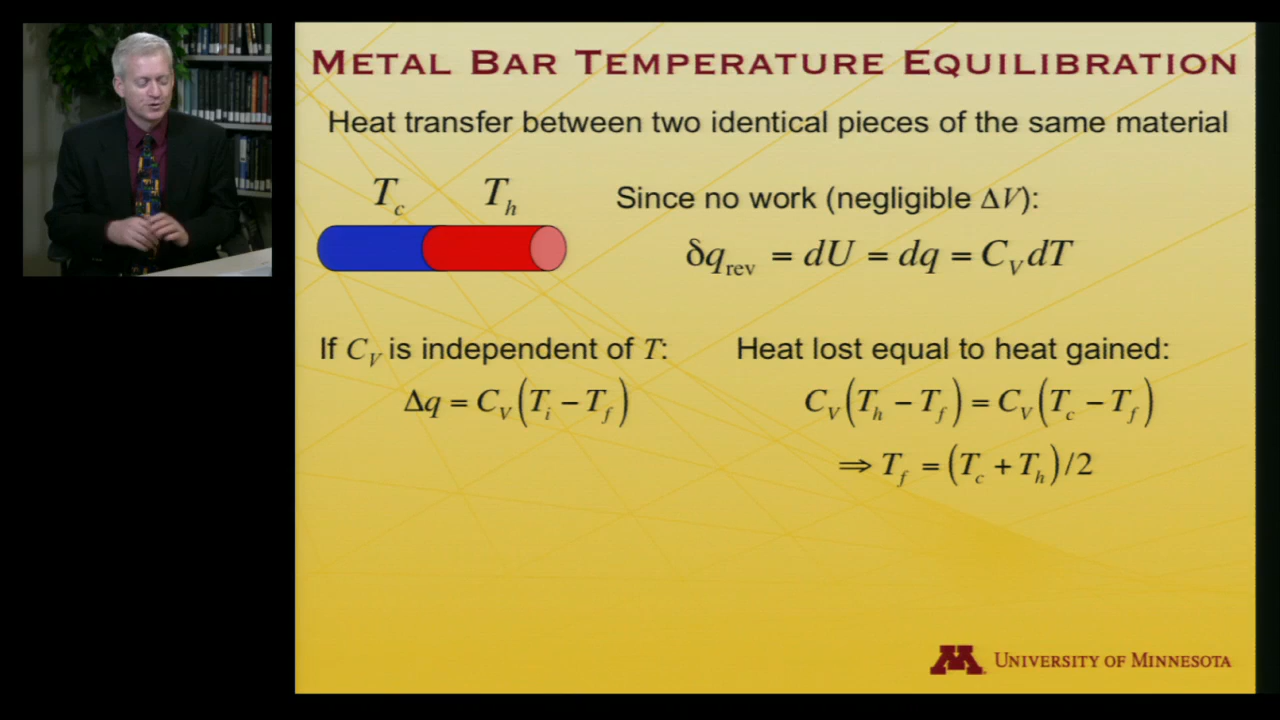 METAL BAR TEMPERATURE EQUILIBRATION
Heat transfer between two identical pieces of the same material
T_c T_h
Since no work (negligible ΔV):
δq_rev = dU = dq = C_V dT
If C_V is independent of T:
Δq = C_V(T_i − T_f)
Heat lost equal to heat gained:
C_V(T_h − T_f) = C_V(T_c − T_f)
⇒ T_f = (T_c + T_h)/2
M UNIVERSITY OF MINNESOTA